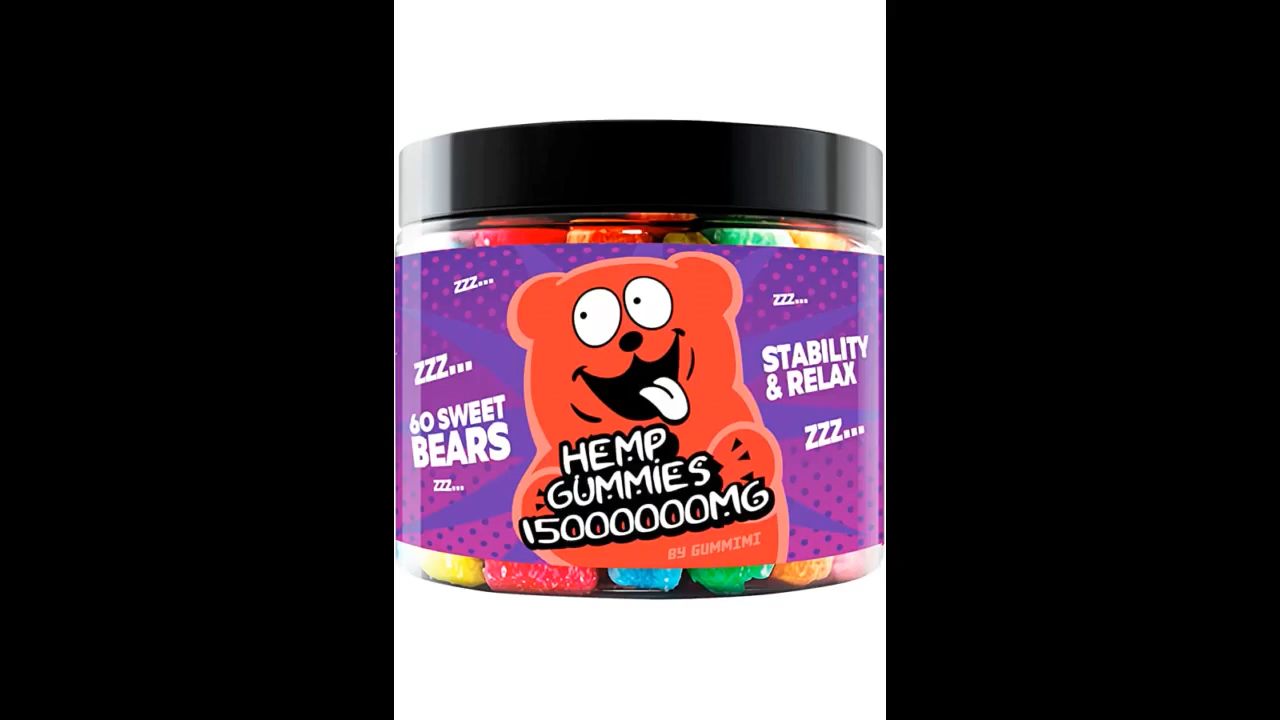 zzz...
zzz...
zzz...
STABILITY
& RELAX
60 SWEET
BEARS
zzz...
zzz...
HEMP
GUMMIES
15000000MG
BY GUMMIMI